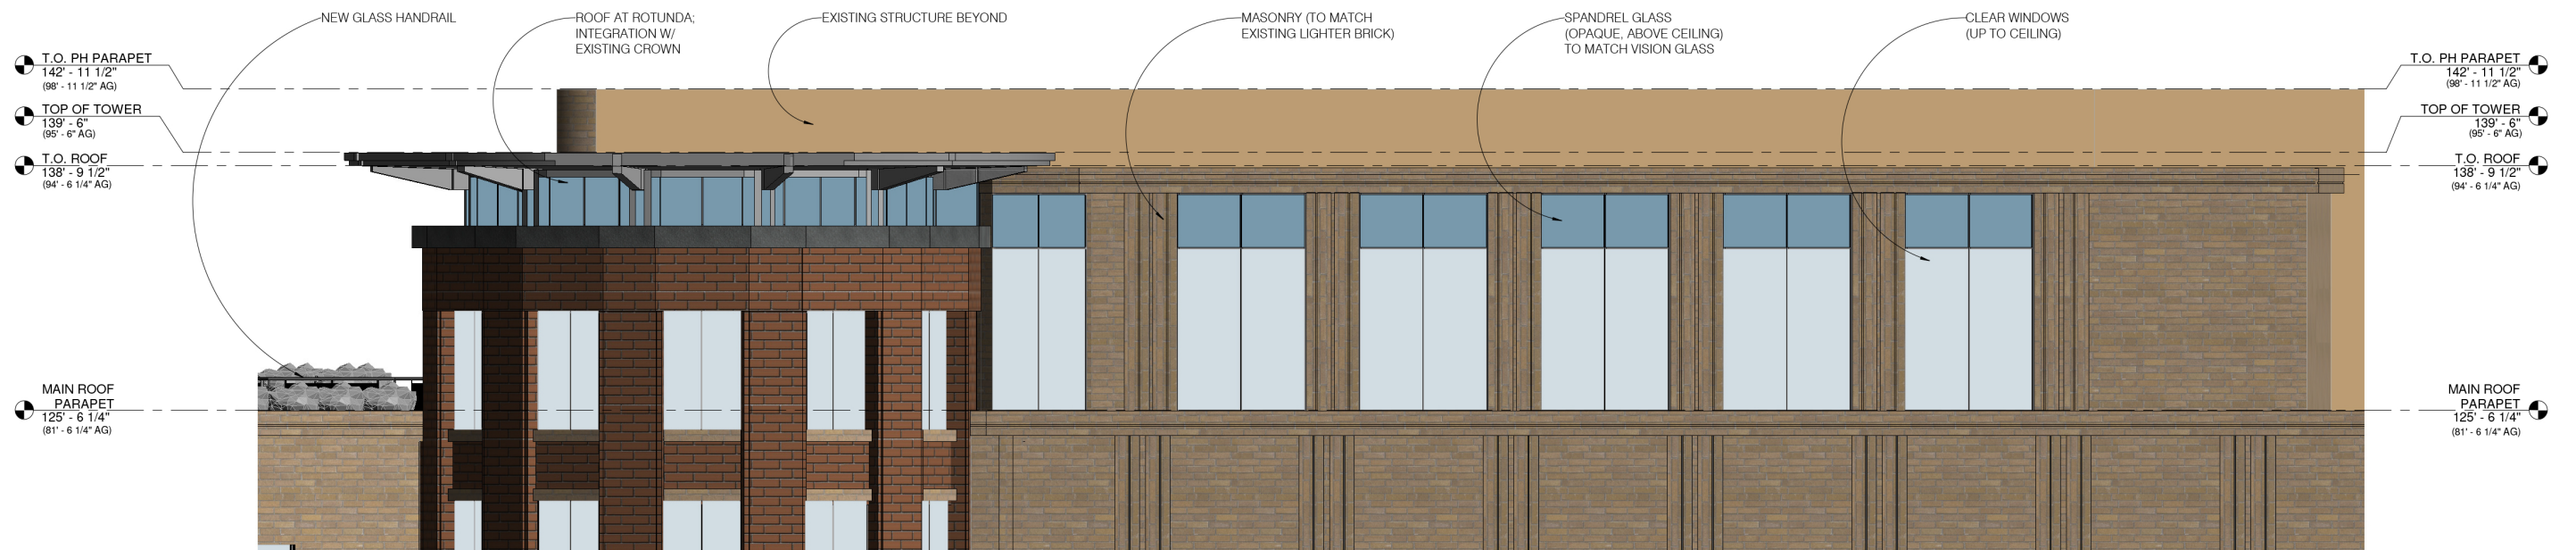 NEW GLASS HANDRAIL
ROOF AT ROTUNDA;
INTEGRATION W/
EXISTING CROWN
EXISTING STRUCTURE BEYOND
MASONRY (TO MATCH
EXISTING LIGHTER BRICK)
SPANDREL GLASS
(OPAQUE, ABOVE CEILING)
TO MATCH VISION GLASS
CLEAR WINDOWS
(UP TO CEILING)
T.O. PH PARAPET
142' - 11 1/2"
(98' - 11 1/2" AG)
TOP OF TOWER
139' - 6"
(95' - 6" AG)
T.O. ROOF
138' - 9 1/2"
(94' - 6 1/4" AG)
MAIN ROOF
PARAPET
125' - 6 1/4"
(81' - 6 1/4" AG)
T.O. PH PARAPET
142' - 11 1/2"
(98' - 11 1/2" AG)
TOP OF TOWER
139' - 6"
(95' - 6" AG)
T.O. ROOF
138' - 9 1/2"
(94' - 6 1/4" AG)
MAIN ROOF
PARAPET
125' - 6 1/4"
(81' - 6 1/4" AG)